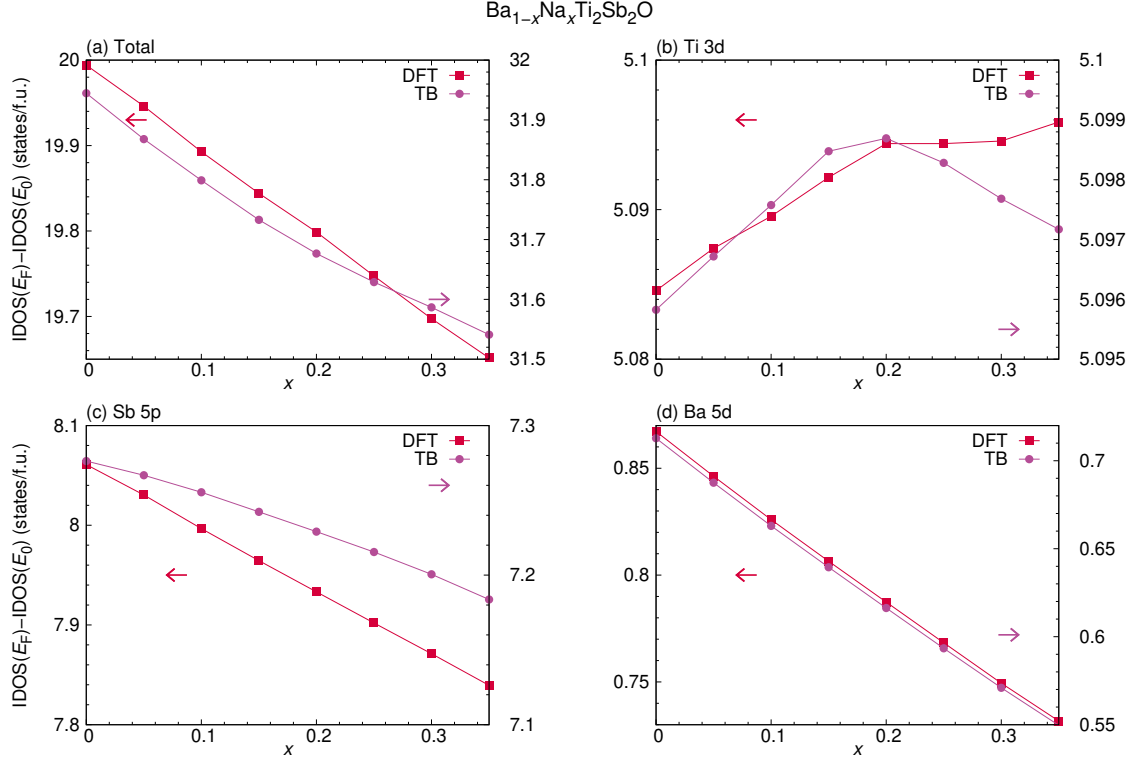 Ba1−xNaxTi2Sb2O
(a) Total
DFT
TB
IDOS(EF)−IDOS(E0) (states/f.u.)
20
19.9
19.8
19.7
32
31.9
31.8
31.7
31.6
31.5
0 0.1 0.2 0.3
x
(b) Ti 3d
DFT
TB
5.1
5.09
5.08
5.1
5.099
5.098
5.097
5.096
5.095
0 0.1 0.2 0.3
x
(c) Sb 5p
DFT
TB
IDOS(EF)−IDOS(E0) (states/f.u.)
8.1
8
7.9
7.8
7.3
7.2
7.1
0 0.1 0.2 0.3
x
(d) Ba 5d
DFT
TB
0.85
0.8
0.75
0.7
0.65
0.6
0.55
0 0.1 0.2 0.3
x